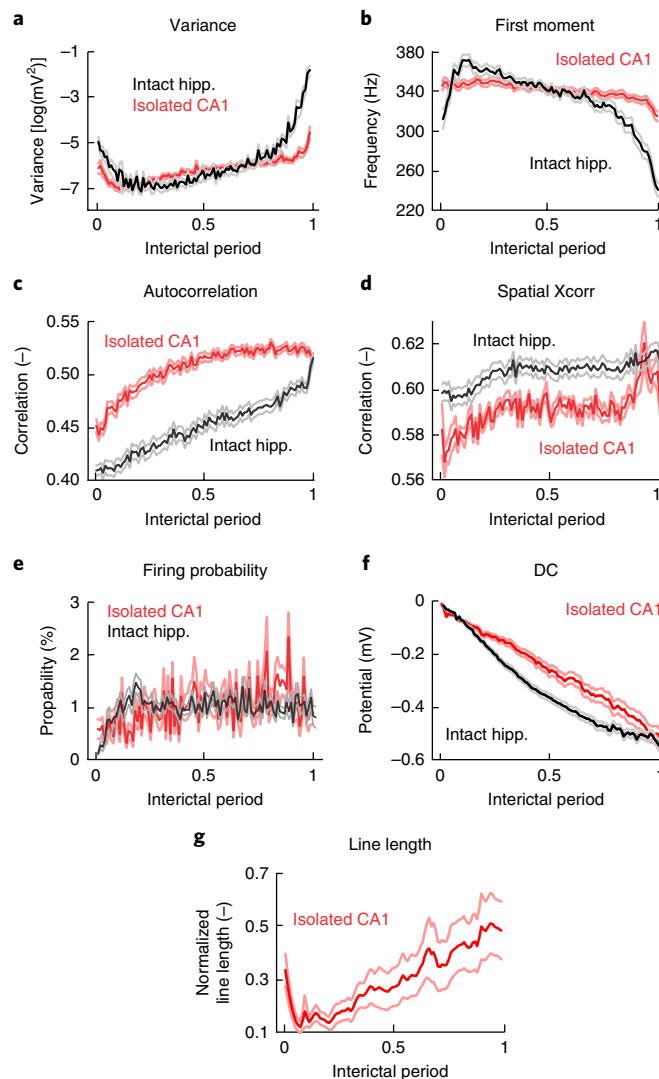 a
Variance
Variance [log(mV²)]
−1
−3
−5
−7
Intact hipp.
Isolated CA1
0
0.5
1
Interictal period
b
First moment
Frequency (Hz)
380
340
300
260
220
Isolated CA1
Intact hipp.
0
0.5
1
Interictal period
c
Autocorrelation
Correlation (–)
0.55
0.50
0.45
0.40
Isolated CA1
Intact hipp.
0
0.5
1
Interictal period
d
Spatial Xcorr
Correlation (–)
0.62
0.60
0.58
0.56
Intact hipp.
Isolated CA1
0
0.5
1
Interictal period
e
Firing probability
Propability (%)
3
2
1
0
Isolated CA1
Intact hipp.
0
0.5
1
Interictal period
f
DC
Potential (mV)
0
−0.2
−0.4
−0.6
Isolated CA1
Intact hipp.
0
0.5
1
Interictal period
g
Line length
Normalized
line length (–)
0.7
0.5
0.3
0.1
Isolated CA1
0
0.5
1
Interictal period